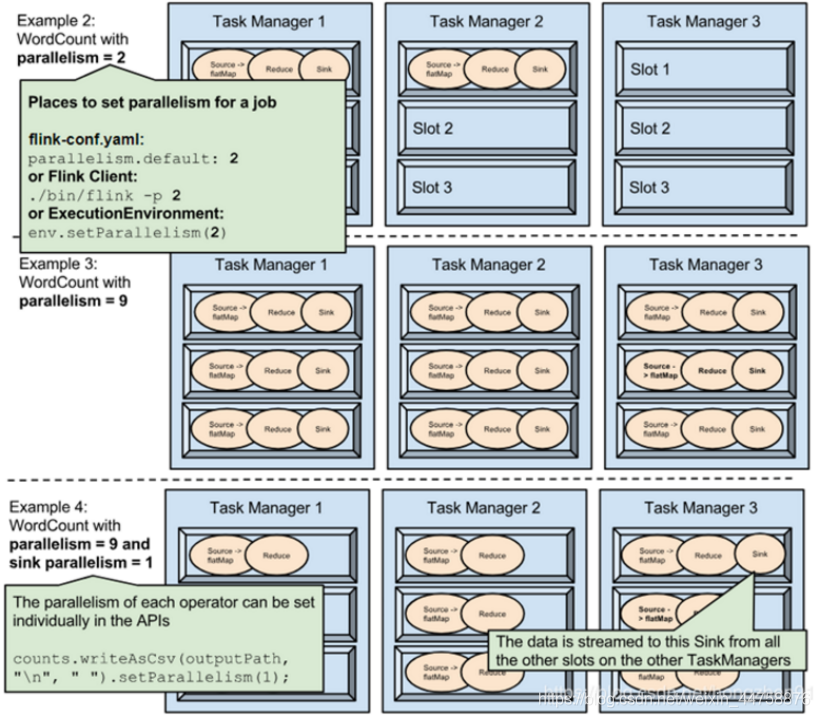 Example 2:
WordCount with
parallelism = 2
Task Manager 1
Source ->
flatMap
Reduce
Sink
Task Manager 2
Source ->
flatMap
Reduce
Sink
Slot 2
Slot 3
Task Manager 3
Slot 1
Slot 2
Slot 3
Places to set parallelism for a job
flink-conf.yaml:
parallelism.default: 2
or Flink Client:
./bin/flink -p 2
or ExecutionEnvironment:
env.setParallelism(2)
Example 3:
WordCount with
parallelism = 9
Task Manager 1
Source ->
flatMap
Reduce
Sink
Source ->
flatMap
Reduce
Sink
Source ->
flatMap
Reduce
Sink
Task Manager 2
Source ->
flatMap
Reduce
Sink
Source ->
flatMap
Reduce
Sink
Source ->
flatMap
Reduce
Sink
Task Manager 3
Source ->
flatMap
Reduce
Sink
Source -
> flatMap
Reduce
Sink
Source ->
flatMap
Reduce
Sink
Example 4:
WordCount with
parallelism = 9 and
sink parallelism = 1
Task Manager 1
Source ->
flatMap
Reduce
The parallelism of each operator can be set
individually in the APIs
counts.writeAsCsv(outputPath,
"\n", " ").setParallelism(1);
Task Manager 2
Source ->
flatMap
Reduce
Source ->
flatMap
Reduce
flatMap
Reduce
Task Manager 3
Source ->
flatMap
Reduce
Sink
Source -
> flatMap
flatMap
Reduce
The data is streamed to this Sink from all
the other slots on the other TaskManagers